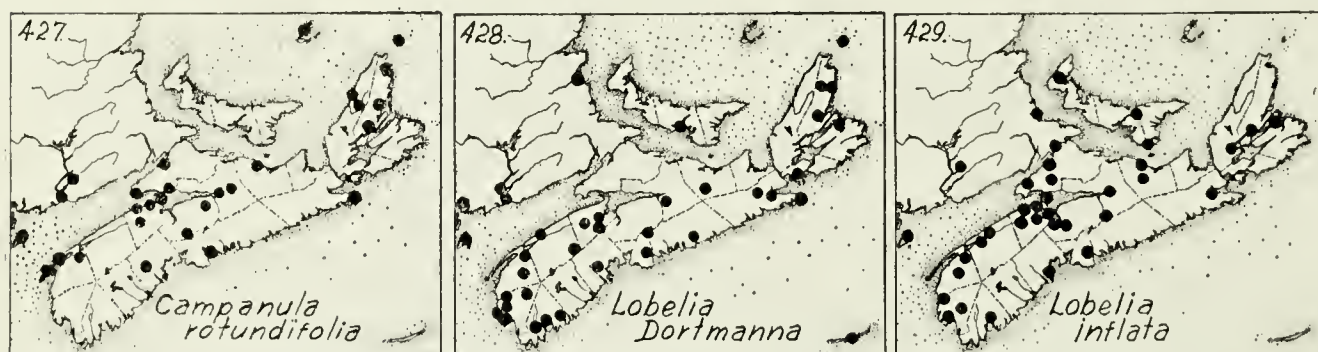 427.
Campanula
rotundifolia
428.
Lobelia
Dortmanna
429.
Lobelia
inflata